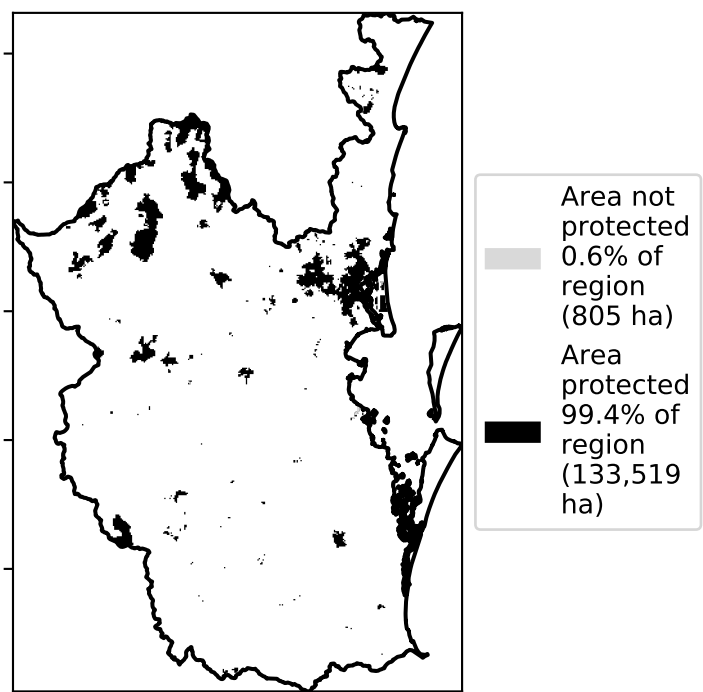 Area not
protected
0.6% of
region
(805 ha)
Area
protected
99.4% of
region
(133,519
ha)